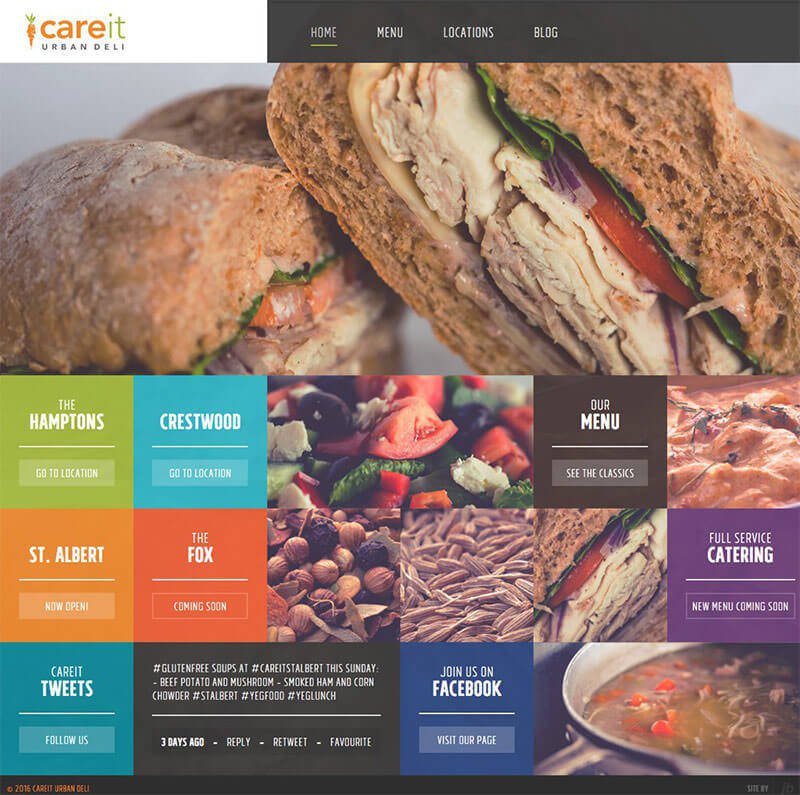 careit
URBAN DELI
HOME MENU LOCATIONS BLOG
THE
HAMPTONS
GO TO LOCATION
CRESTWOOD
GO TO LOCATION
OUR
MENU
SEE THE CLASSICS
ST. ALBERT
NOW OPEN!
THE
FOX
COMING SOON
FULL SERVICE
CATERING
NEW MENU COMING SOON
CAREIT
TWEETS
FOLLOW US
#GLUTENFREE SOUPS AT #CAREITSTALBERT THIS SUNDAY:
- BEEF POTATO AND MUSHROOM - SMOKED HAM AND CORN
CHOWDER #STALBERT #YEGFOOD #YEGLUNCH
3 DAYS AGO - REPLY - RETWEET - FAVOURITE
JOIN US ON
FACEBOOK
VISIT OUR PAGE
© 2016 CAREIT URBAN DELI
SITE BY